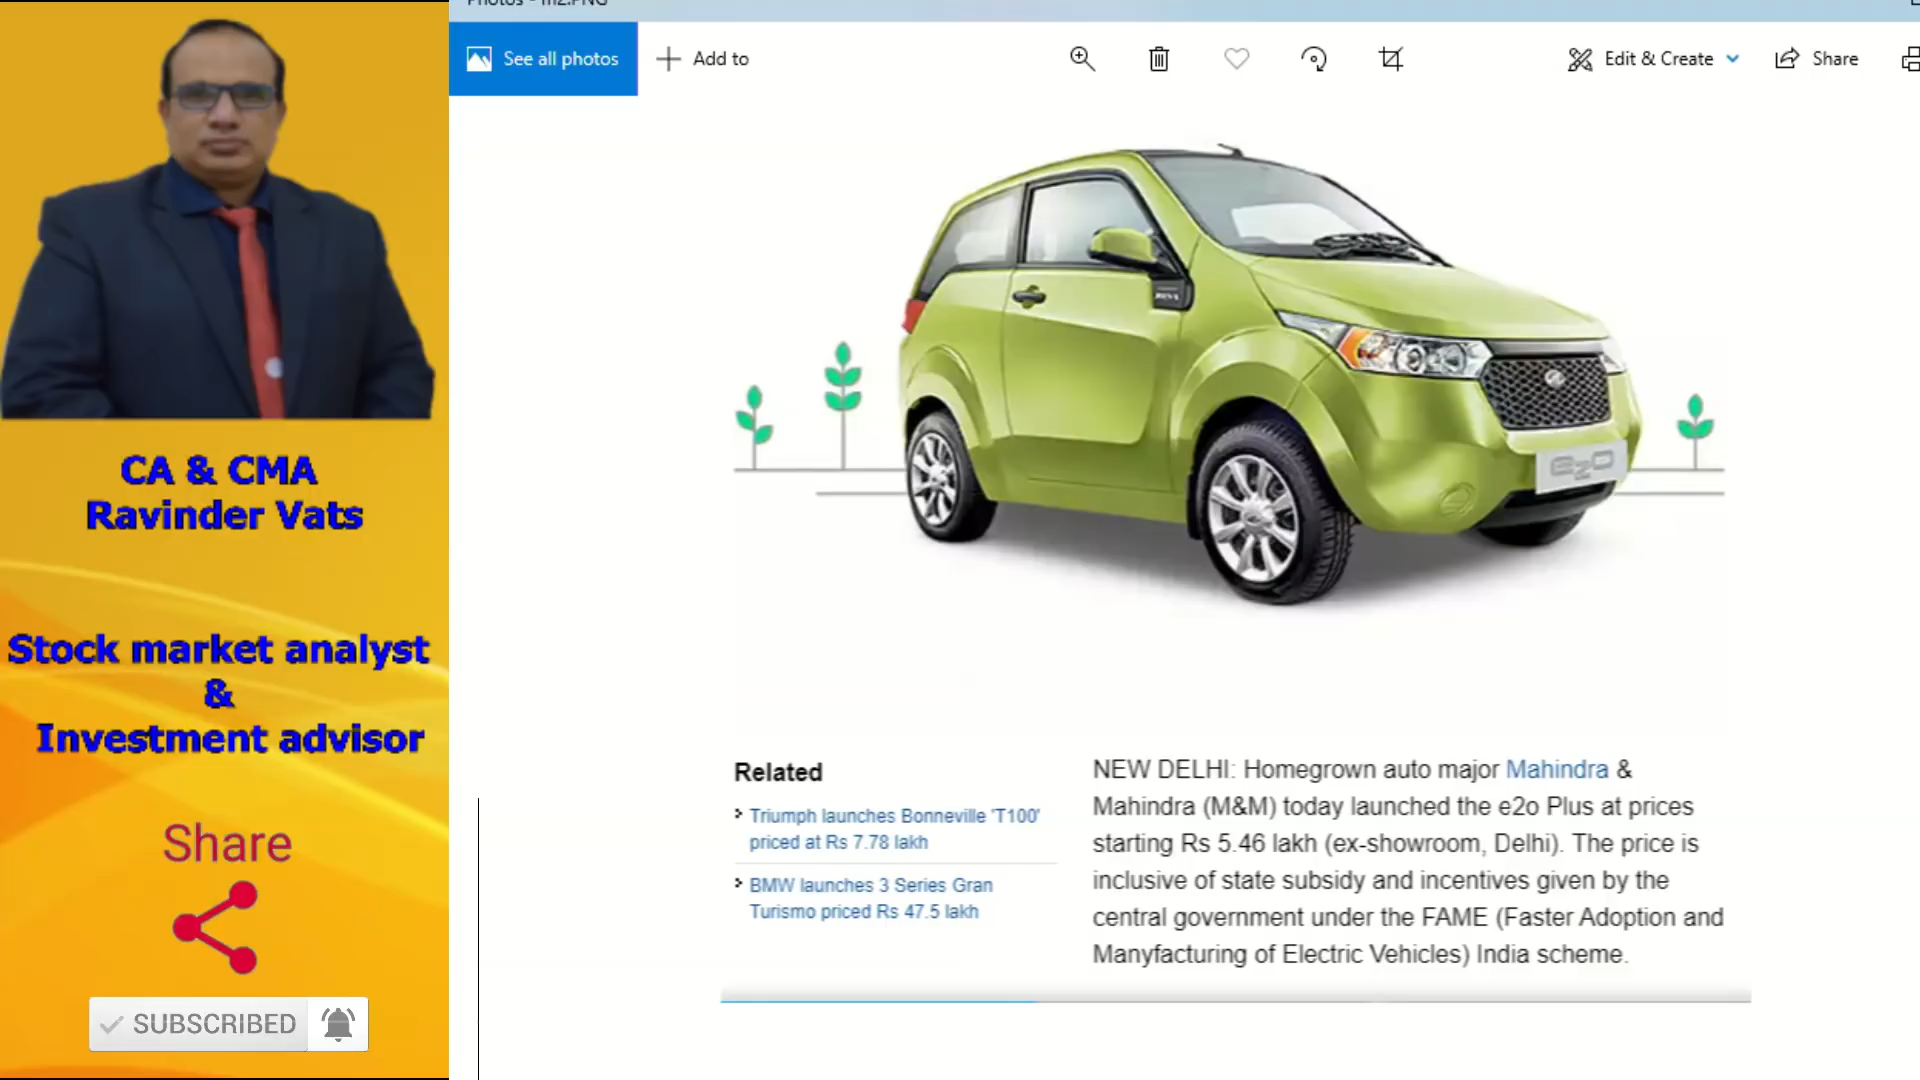 Photos - m2.PNG
See all photos
Add to
Edit & Create
Share
CA & CMA
Ravinder Vats
Stock market analyst
&
Investment advisor
Share
SUBSCRIBED
e2o
Related
Triumph launches Bonneville 'T100'
priced at Rs 7.78 lakh
BMW launches 3 Series Gran
Turismo priced Rs 47.5 lakh
NEW DELHI: Homegrown auto major Mahindra &
Mahindra (M&M) today launched the e2o Plus at prices
starting Rs 5.46 lakh (ex-showroom, Delhi). The price is
inclusive of state subsidy and incentives given by the
central government under the FAME (Faster Adoption and
Manyfacturing of Electric Vehicles) India scheme.